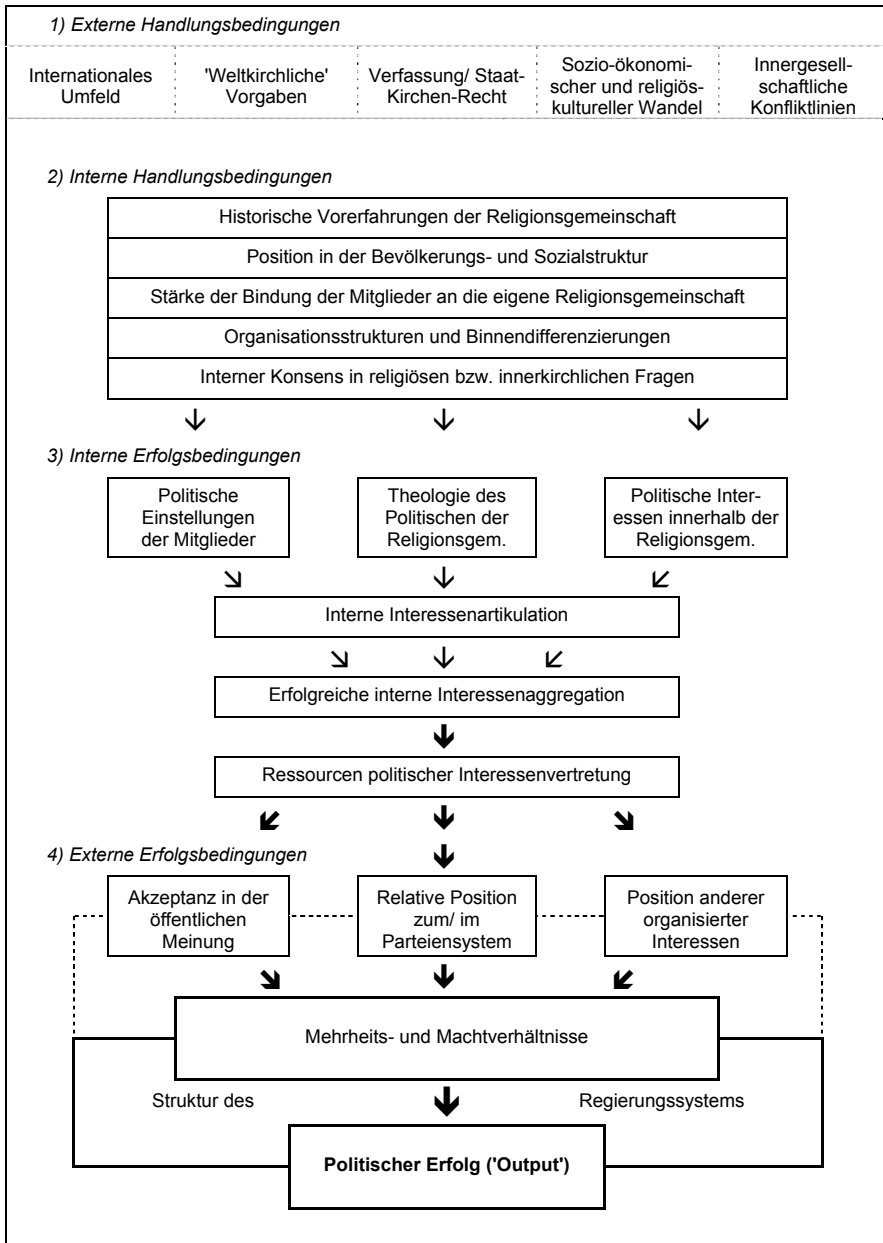 1) Externe Handlungsbedingungen
Internationales
Umfeld
'Weltkirchliche'
Vorgaben
Verfassung/ Staat-
Kirchen-Recht
Sozio-ökonomi-
scher und religiös-
kultureller Wandel
Innergesell-
schaftliche
Konfliktlinien
2) Interne Handlungsbedingungen
Historische Vorerfahrungen der Religionsgemeinschaft
Position in der Bevölkerungs- und Sozialstruktur
Stärke der Bindung der Mitglieder an die eigene Religionsgemeinschaft
Organisationsstrukturen und Binnendifferenzierungen
Interner Konsens in religiösen bzw. innerkirchlichen Fragen
3) Interne Erfolgsbedingungen
Politische
Einstellungen
der Mitglieder
Theologie des
Politischen der
Religionsgem.
Politische Inter-
essen innerhalb der
Religionsgem.
Interne Interessenartikulation
Erfolgreiche interne Interessenaggregation
Ressourcen politischer Interessenvertretung
4) Externe Erfolgsbedingungen
Akzeptanz in der
öffentlichen
Meinung
Relative Position
zum/ im
Parteiensystem
Position anderer
organisierter
Interessen
Mehrheits- und Machtverhältnisse
Struktur des Regierungssystems
Politischer Erfolg ('Output')